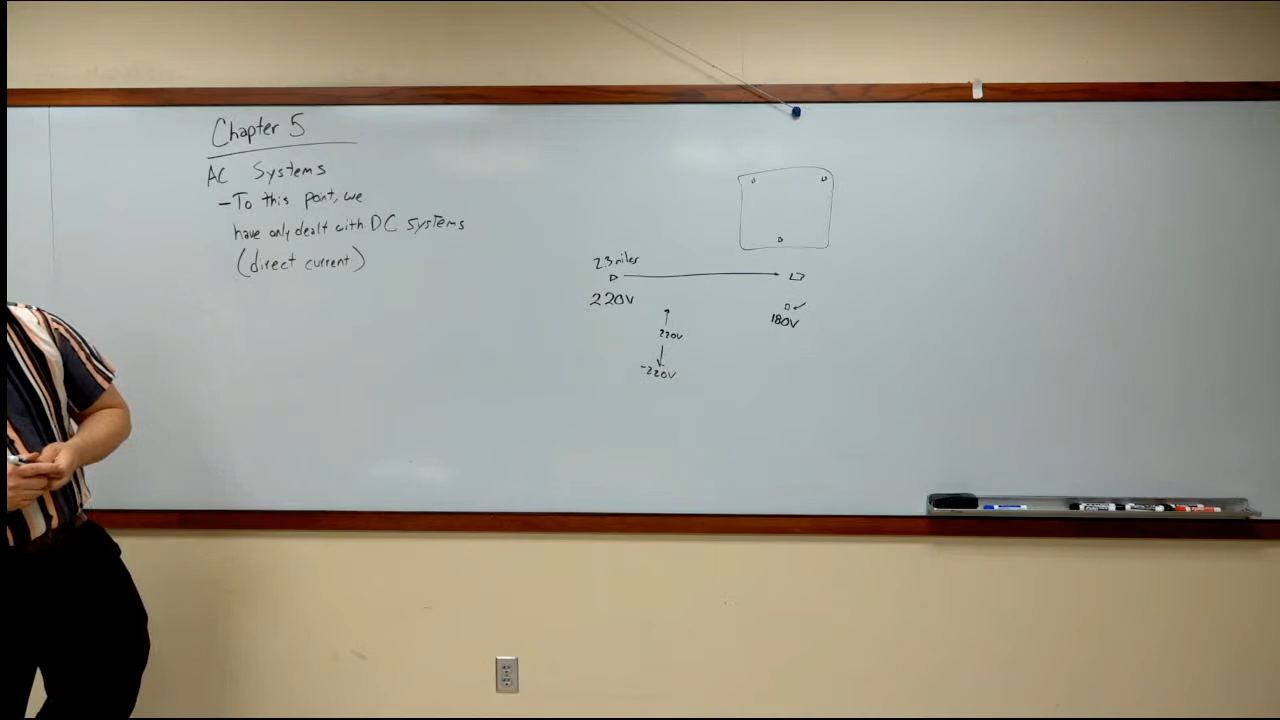 Chapter 5
AC Systems
- To this point, we
have only dealt with DC Systems
(direct current)
23 miles
220V
180V
220V
-220V